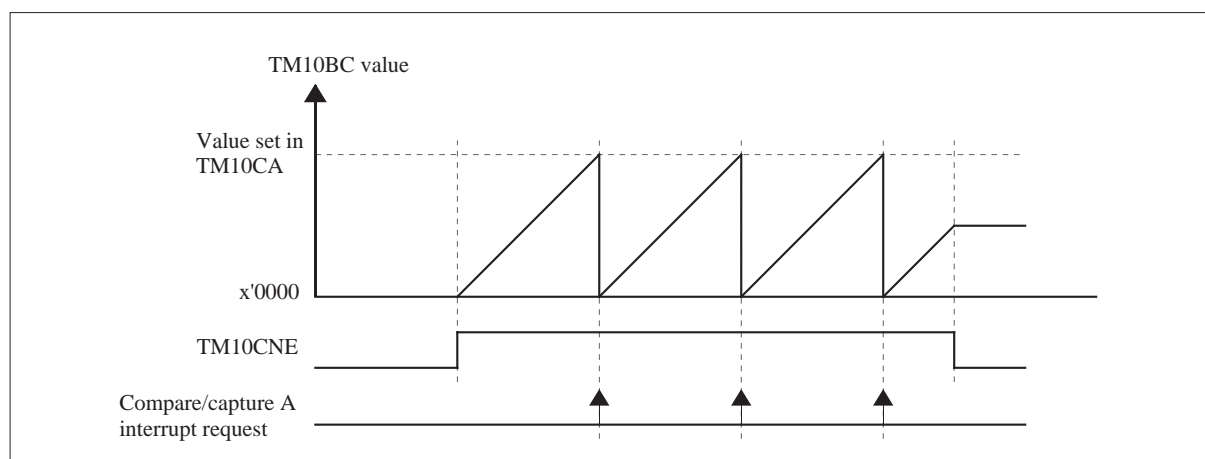 TM10BC value
Value set in
TM10CA
x'0000
TM10CNE
Compare/capture A
interrupt request